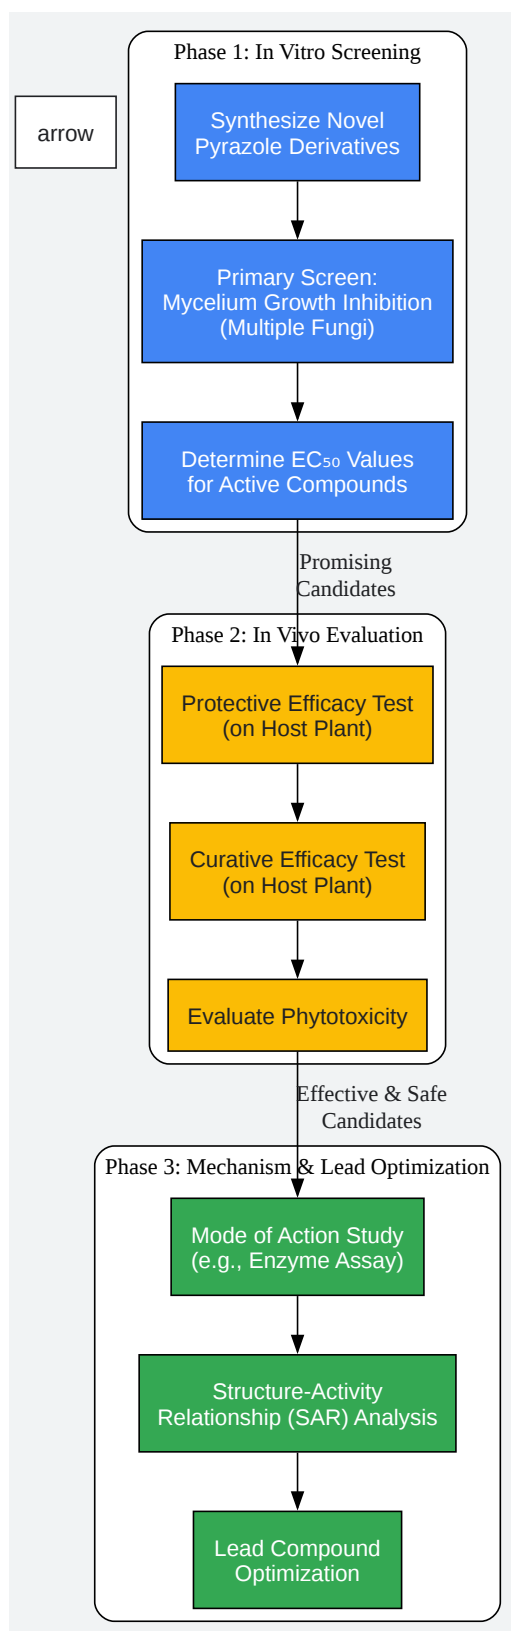 Phase 1: In Vitro Screening
arrow
Synthesize Novel
Pyrazole Derivatives
Primary Screen:
Mycelium Growth Inhibition
(Multiple Fungi)
Determine EC₅₀ Values
for Active Compounds
Promising
Candidates
Phase 2: In Vivo Evaluation
Protective Efficacy Test
(on Host Plant)
Curative Efficacy Test
(on Host Plant)
Evaluate Phytotoxicity
Effective & Safe
Candidates
Phase 3: Mechanism & Lead Optimization
Mode of Action Study
(e.g., Enzyme Assay)
Structure-Activity
Relationship (SAR) Analysis
Lead Compound
Optimization